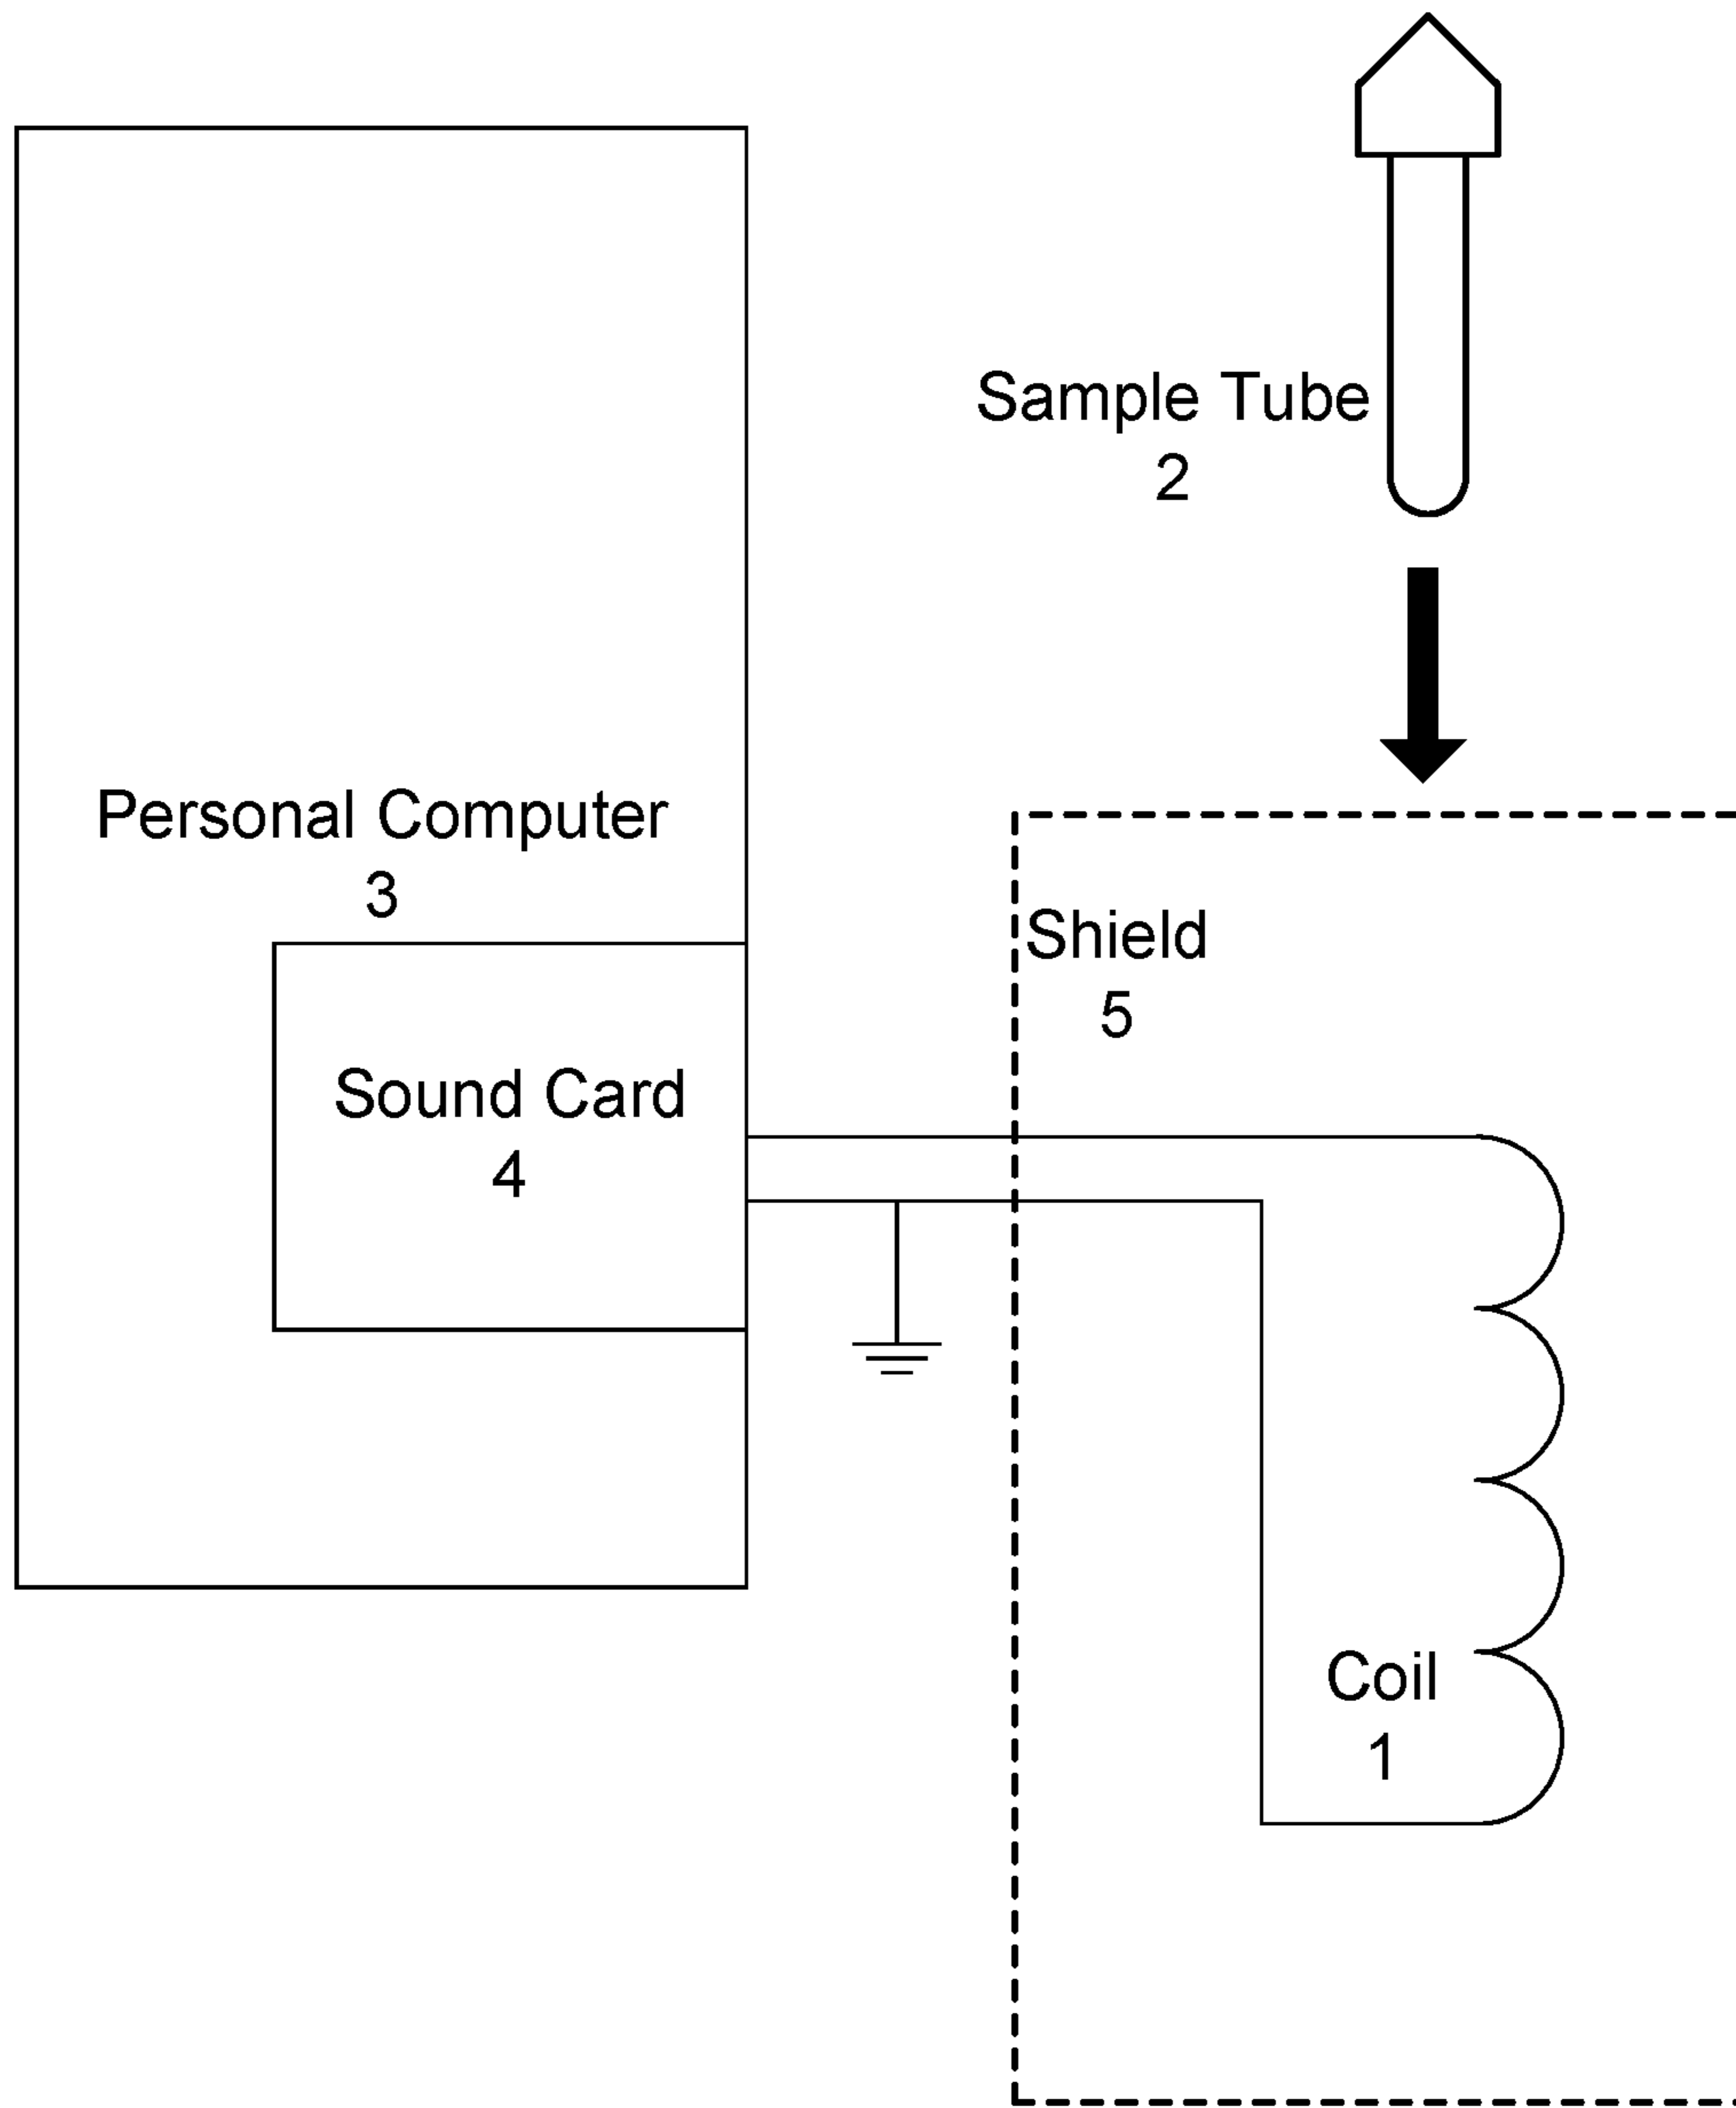 Sample Tube
2
Personal Computer
3
Shield
5
Sound Card
4
Coil
1